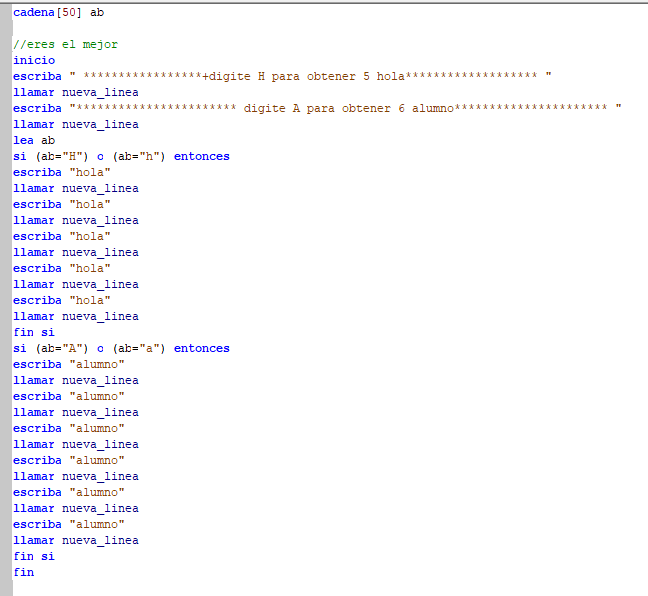 cadena[50] ab
//eres el mejor
inicio
escriba " *****************+digite H para obtener 5 hola******************* "
llamar nueva_linea
escriba "*********************** digite A para obtener 6 alumno********************** "
llamar nueva_linea
lea ab
si (ab="H") o (ab="h") entonces
escriba "hola"
llamar nueva_linea
escriba "hola"
llamar nueva_linea
escriba "hola"
llamar nueva_linea
escriba "hola"
llamar nueva_linea
escriba "hola"
llamar nueva_linea
fin si
si (ab="A") o (ab="a") entonces
escriba "alumno"
llamar nueva_linea
escriba "alumno"
llamar nueva_linea
escriba "alumno"
llamar nueva_linea
escriba "alumno"
llamar nueva_linea
escriba "alumno"
llamar nueva_linea
escriba "alumno"
llamar nueva_linea
fin si
fin